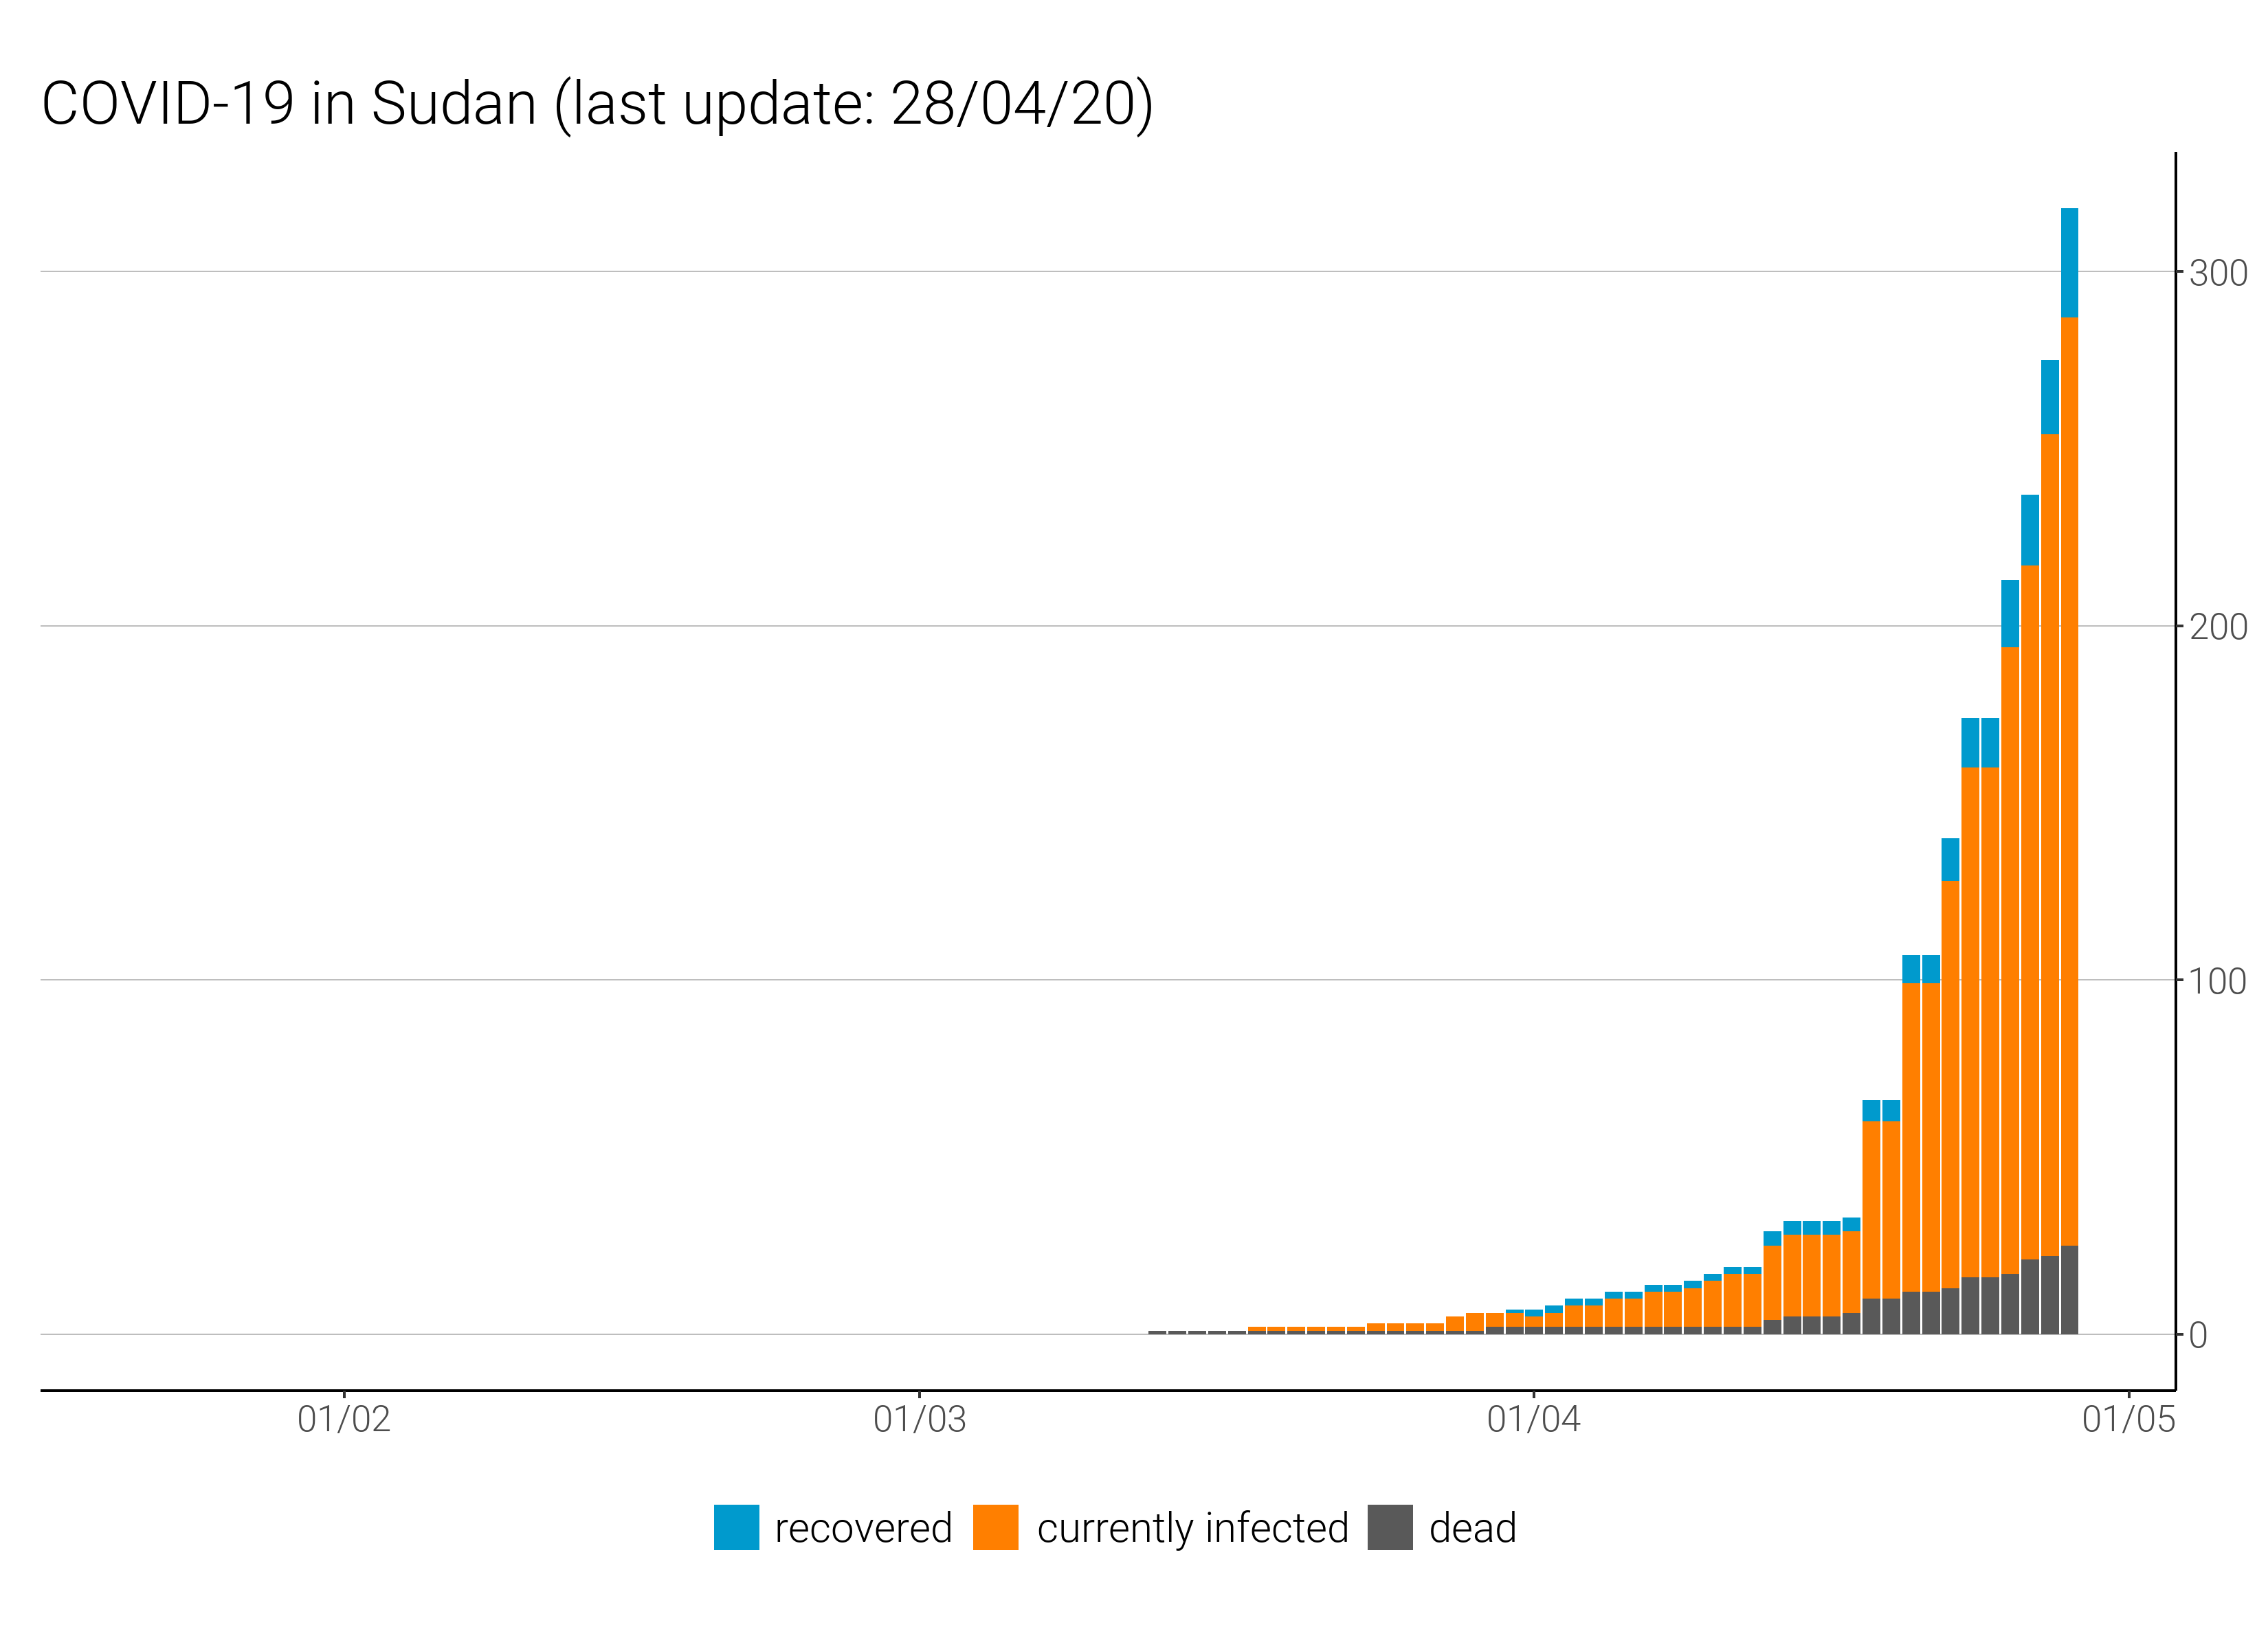 COVID-19 in Sudan (last update: 28/04/20)
300
200
100
0
01/02 01/03 01/04 01/05
recovered currently infected dead